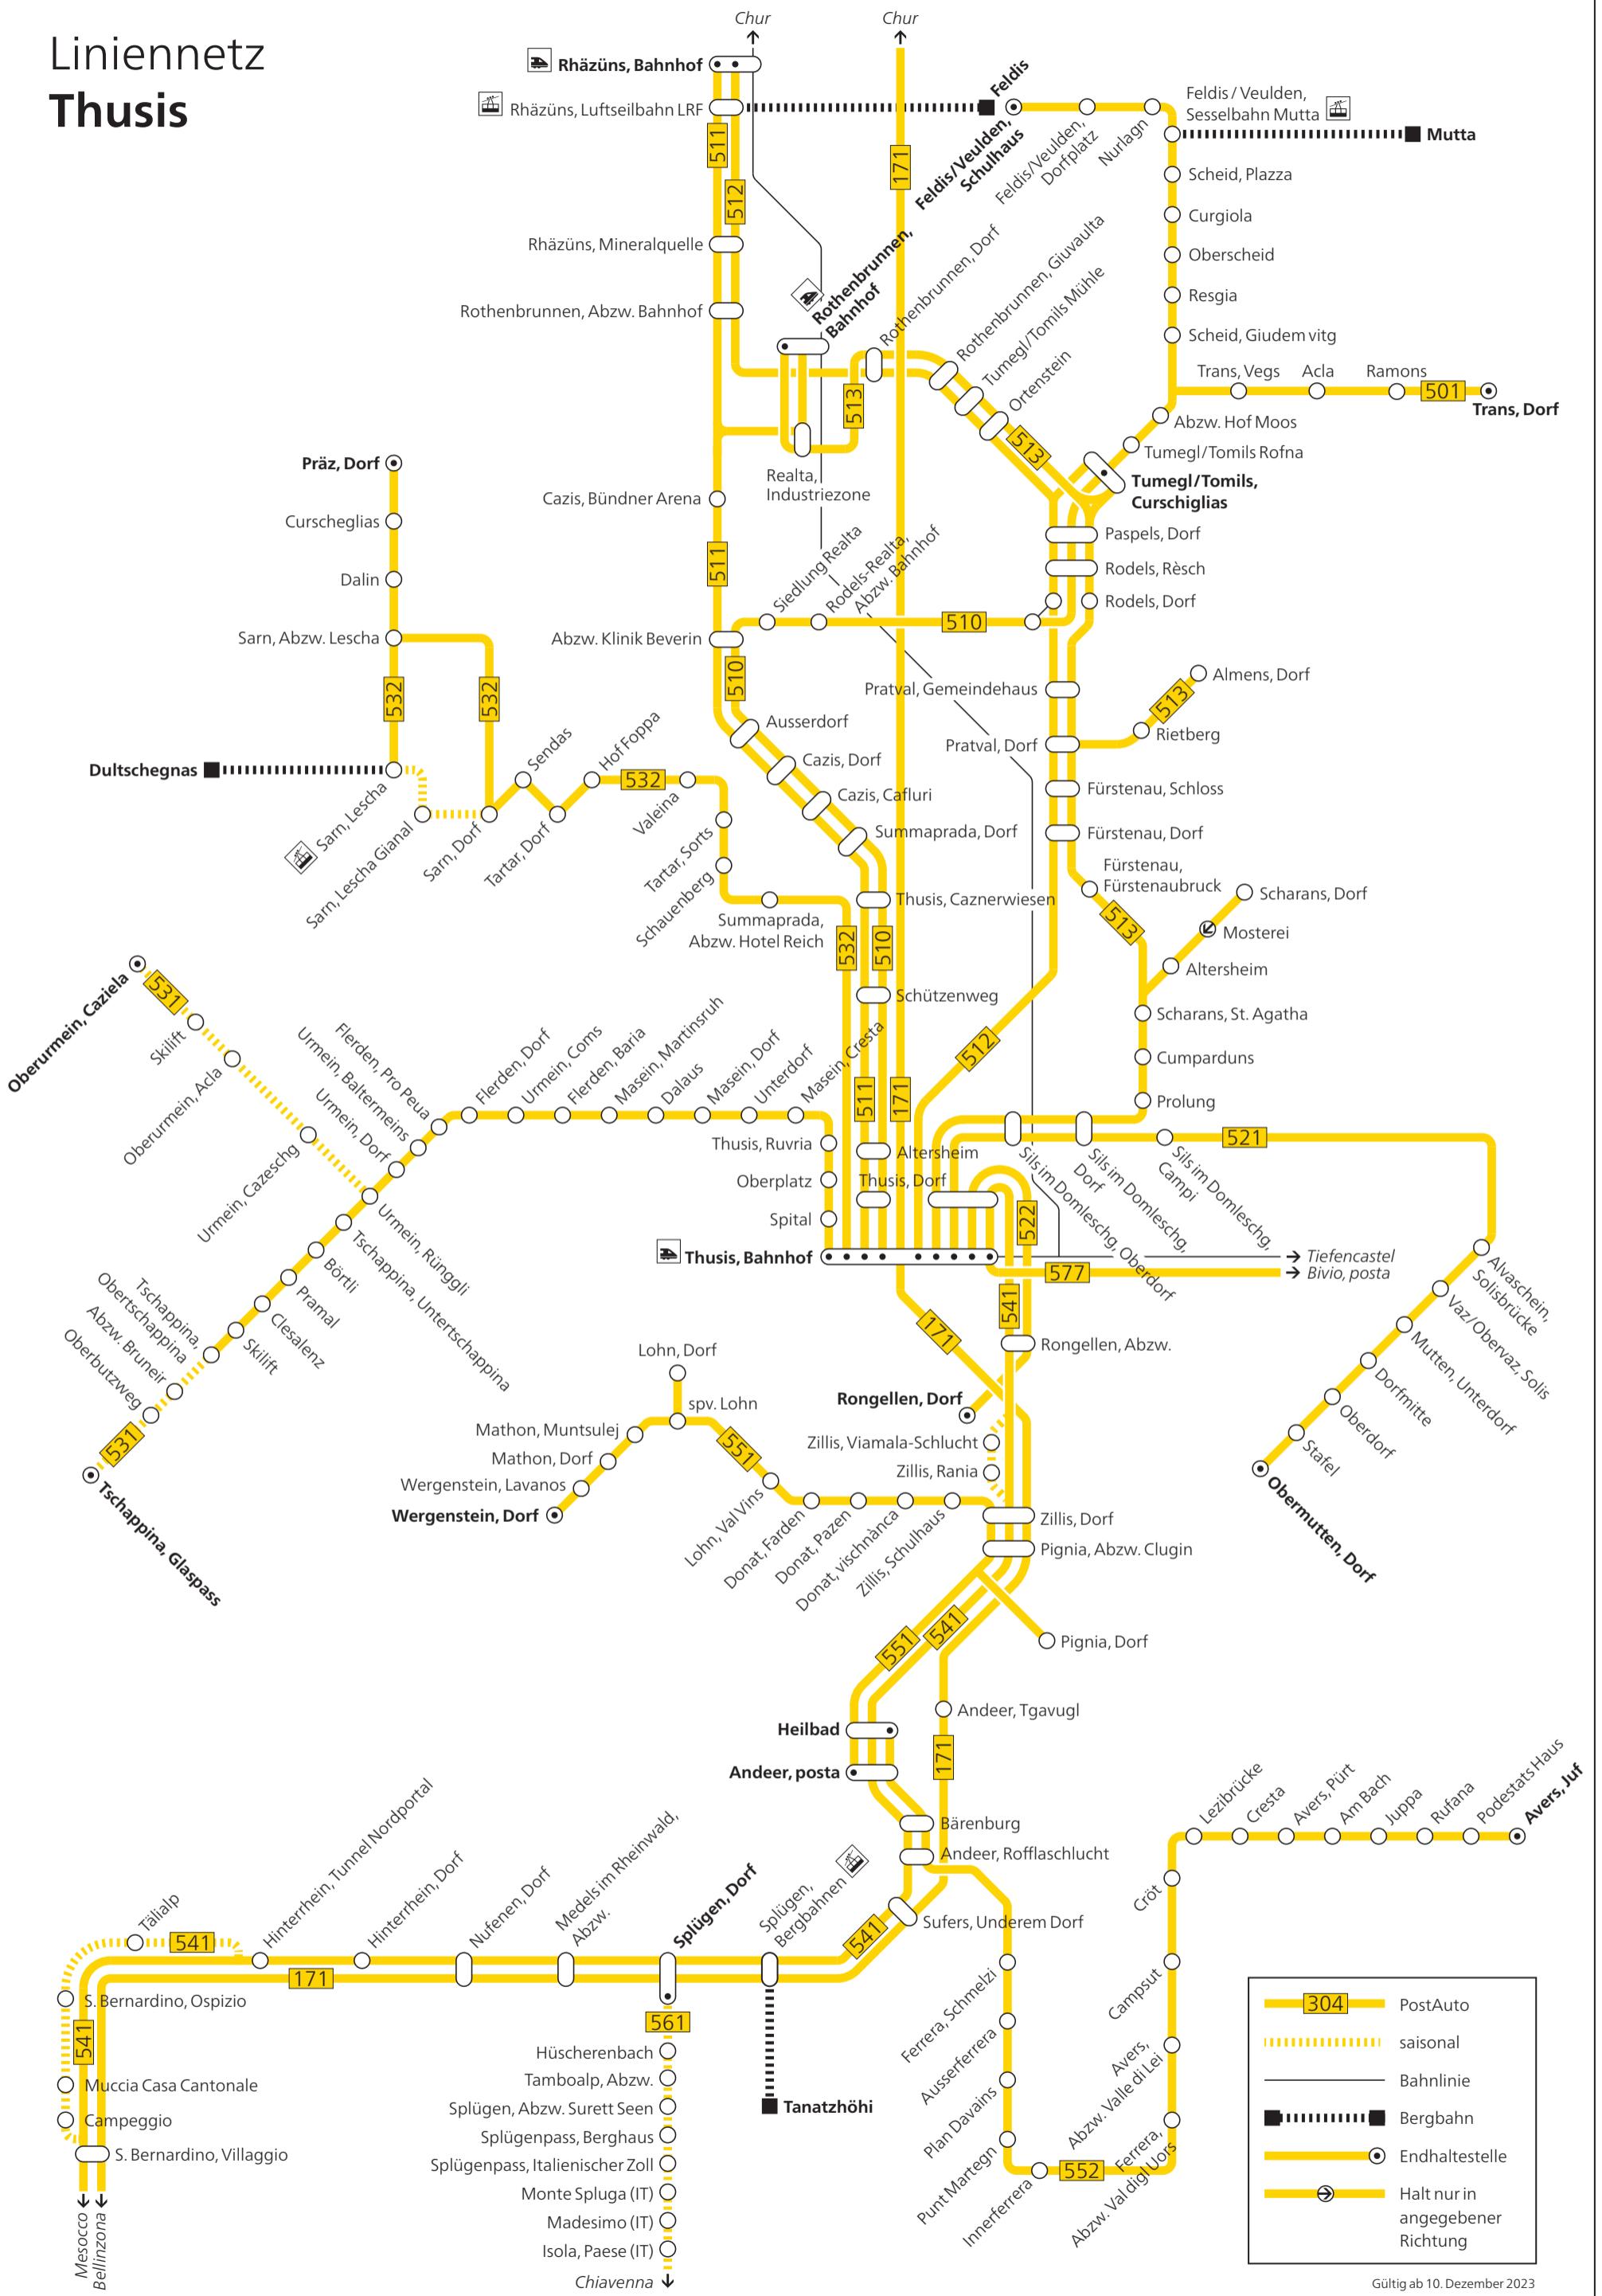 Liniennetz
Thusis
Chur
Chur
Rhäzüns, Bahnhof
Rhäzüns, Luftseilbahn LRF
Feldis
Feldis/Veulden,
Schulhaus
Feldis/Veulden,
Dorfplatz
Nurlagn
Feldis / Veulden,
Sesselbahn Mutta
Mutta
511
171
512
Scheid, Plazza
Curgiola
Oberscheid
Resgia
Scheid, Giudem vitg
Rhäzüns, Mineralquelle
Rothenbrunnen, Abzw. Bahnhof
Rothenbrunnen,
Bahnhof
Rothenbrunnen, Dorf
Rothenbrunnen, Giuvaulta
Tumegl/Tomils Mühle
Ortenstein
Trans, Vegs
Acla
Ramons
501
Trans, Dorf
513
513
Abzw. Hof Moos
Tumegl/Tomils Rofna
Tumegl/Tomils,
Curschiglias
Realta,
Industriezone
Präz, Dorf
Curscheglias
Dalin
Sarn, Abzw. Lescha
Cazis, Bündner Arena
511
Siedlung Realta
Rodels-Realta,
Abzw. Bahnhof
Paspels, Dorf
Rodels, Rèsch
Rodels, Dorf
510
Abzw. Klinik Beverin
510
532
532
Pratval, Gemeindehaus
Almens, Dorf
513
Rietberg
Pratval, Dorf
Ausserdorf
Cazis, Dorf
Cazis, Cafluri
Summaprada, Dorf
Fürstenau, Schloss
Fürstenau, Dorf
Dultschegnas
Sarn, Lescha
Sarn, Lescha Gianal
Sarn, Dorf
Sendas
Tartar, Dorf
Hof Foppa
532
Valeina
Tartar, Sorts
Schauenberg
Summaprada,
Abzw. Hotel Reich
Thusis, Caznerwiesen
Fürstenau,
Fürstenaubruck
513
Scharans, Dorf
Mosterei
Altersheim
532
510
Schützenweg
Scharans, St. Agatha
Cumparduns
Prolung
512
Oberurmein, Caziela
531
Skilift
Oberurmein, Acla
Urmein, Cazeschg
Urmein, Dorf
Urmein, Baltermeins
Flerden, Pro Peua
Flerden, Dorf
Urmein, Coms
Flerden, Baria
Masein, Martinsruh
Dalaus
Masein, Dorf
Unterdorf
Masein, Cresta
511
171
Thusis, Ruvria
Oberplatz
Spital
Altersheim
Thusis, Dorf
Thusis, Bahnhof
521
Sils im Domleschg, Oberdorf
Sils im Domleschg,
Dorf
Sils im Domleschg,
Campi
522
577
Tiefencastel
Bivio, posta
541
171
Urmein, Rünggli
Tschappina, Untertschappina
Börtli
Pramal
Clesalenz
Skilift
Tschappina,
Obertschappina
Abzw. Bruneir
Oberbutzweg
531
Tschappina, Glaspass
Alvaschein,
Solisbrücke
Vaz/Obervaz, Solis
Mutten, Unterdorf
Dorfmitte
Oberdorf
Stafel
Obermutten, Dorf
Rongellen, Abzw.
Rongellen, Dorf
Zillis, Viamala-Schlucht
Zillis, Rania
Lohn, Dorf
spv. Lohn
Mathon, Muntsulej
Mathon, Dorf
Wergenstein, Lavanos
Wergenstein, Dorf
551
Lohn, Val Vins
Donat, Farden
Donat, Pazen
Donat, vischnànca
Zillis, Schulhaus
Zillis, Dorf
Pignia, Abzw. Clugin
Pignia, Dorf
551
541
Andeer, Tgavugl
Heilbad
Andeer, posta
171
Bärenburg
Andeer, Rofflaschlucht
Sufers, Underem Dorf
541
Lezibrücke
Cresta
Avers, Pürt
Am Bach
Juppa
Rufana
Podestats Haus
Avers, Juf
Cröt
Campsut
Avers,
Abzw. Valle di Lei
Ferrera,
Abzw. Val digl Uors
552
Innerferrera
Punt Martegn
Plan Davains
Ausserferrera
Ferrera, Schmelzi
Tälialp
541
Hinterrhein, Tunnel Nordportal
Hinterrhein, Dorf
Nufenen, Dorf
Medels im Rheinwald,
Abzw.
Splügen, Dorf
Splügen,
Bergbahnen
171
S. Bernardino, Ospizio
541
Muccia Casa Cantonale
Campeggio
S. Bernardino, Villaggio
Mesocco
Bellinzona
561
Hüscherenbach
Tamboalp, Abzw.
Splügen, Abzw. Surett Seen
Splügenpass, Berghaus
Splügenpass, Italienischer Zoll
Monte Spluga (IT)
Madesimo (IT)
Isola, Paese (IT)
Chiavenna
Tanatzhöhi
304
PostAuto
saisonal
Bahnlinie
Bergbahn
Endhaltestelle
Halt nur in
angegebener
Richtung
Gültig ab 10. Dezember 2023